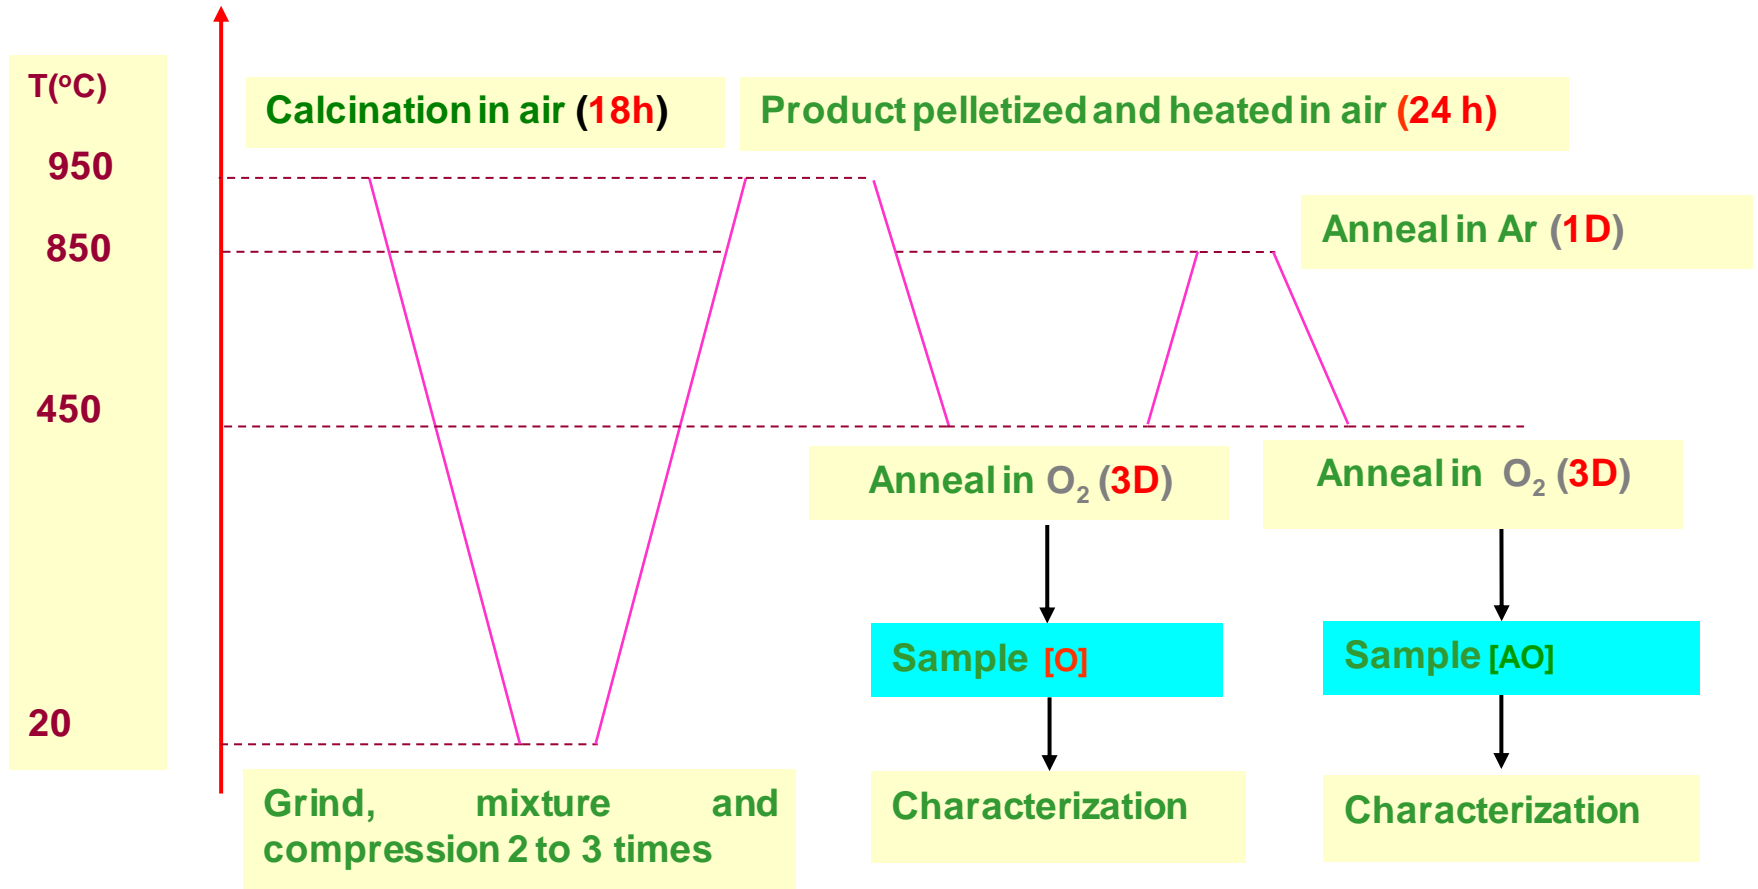 T(ºC)
950
850
450
20
Calcination in air (18h)
Product pelletized and heated in air (24 h)
Anneal in Ar (1D)
Anneal in O₂ (3D)
Anneal in O₂ (3D)
Sample [O]
Sample [AO]
Grind, mixture and
compression 2 to 3 times
Characterization
Characterization